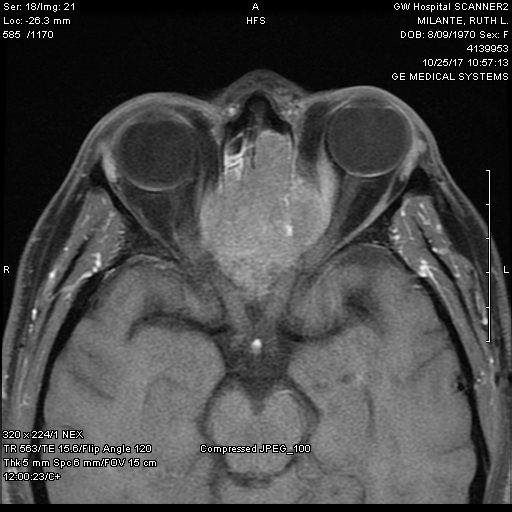 Ser: 18/Img: 21
Loc: -26.3 mm
585 /1170
A
HFS
GW Hospital SCANNER2
MILANTE, RUTH L.
DOB: 8/09/1970 Sex: F
4139953
10/25/17 10:57:13
GE MEDICAL SYSTEMS
R
L
320 x 224/1 NEX
TR 563/TE 15.6/Flip Angle 120
Thk 5 mm Spc 6 mm/FOV 15 cm
12:00:23/C+
Compressed JPEG_100